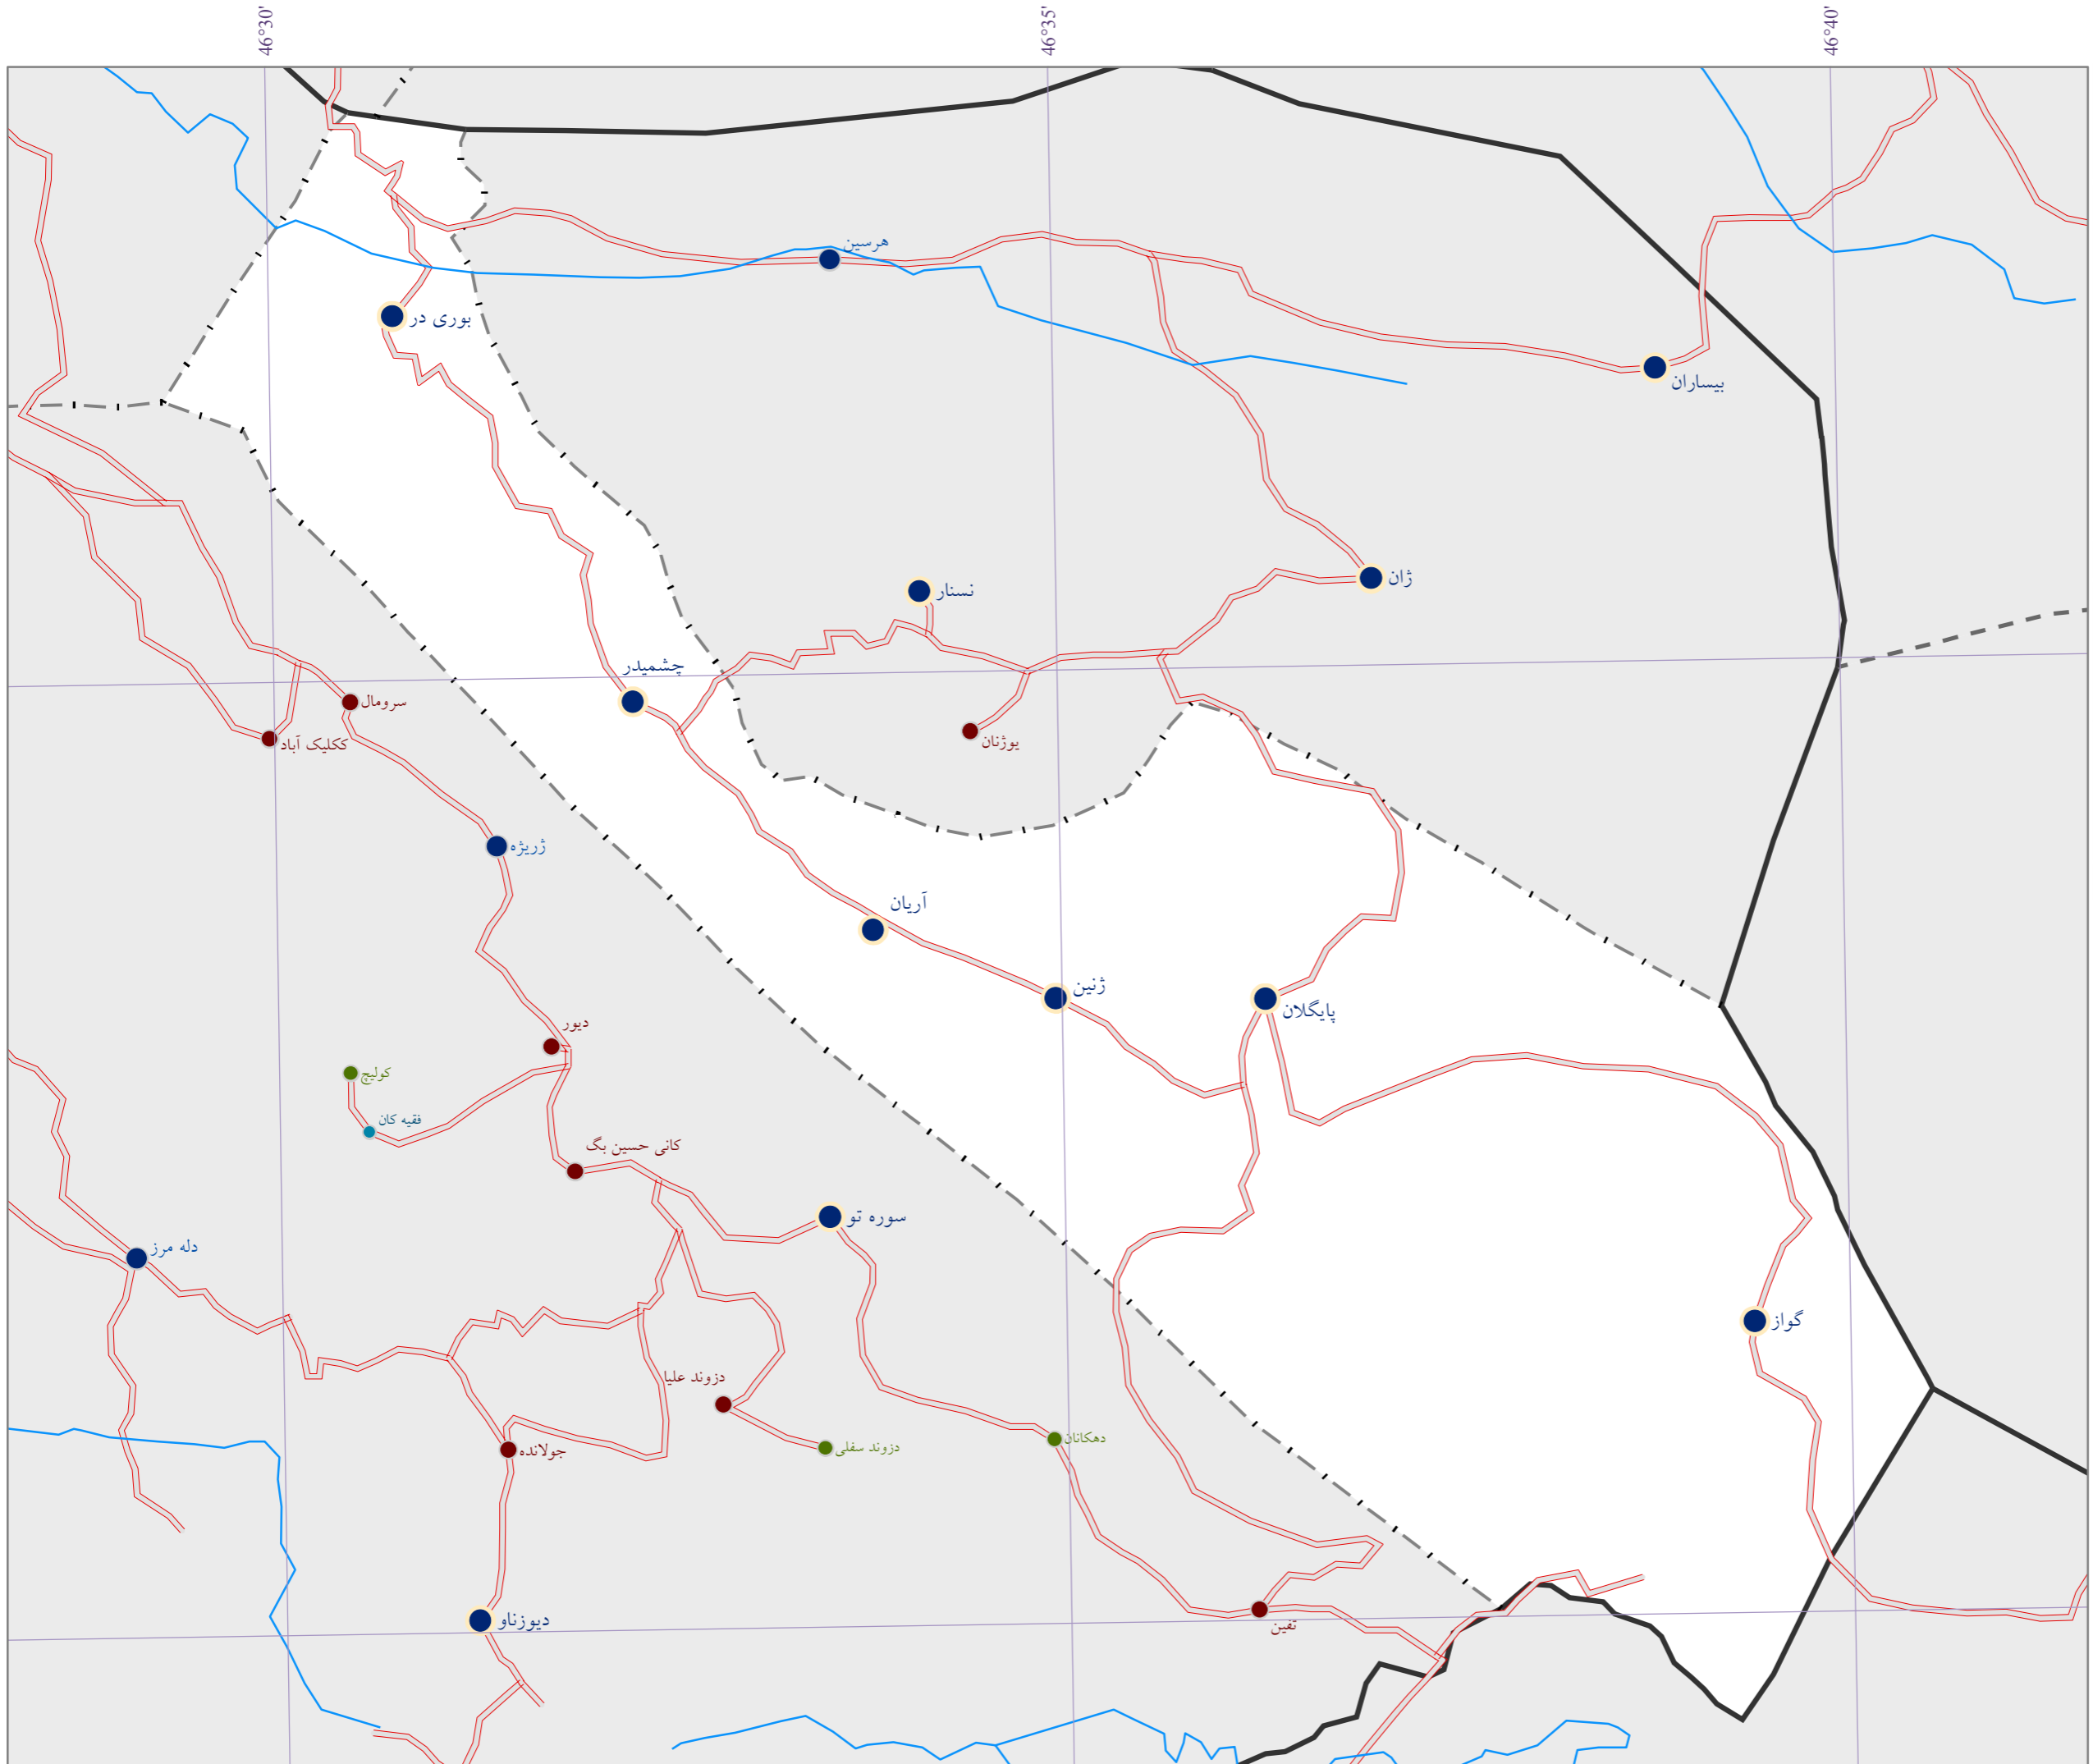 46°30'
46°35'
46°40'
هرسین
بوری در
بیساران
ژان
نسنار
چشمیدر
سرومال
یوژنان
ککلیک آباد
ژریژه
آریان
ژنین
پایگلان
دیور
کولیچ
فقیه کان
کانی حسین بگ
سوره تو
دله مرز
گواز
دزوند علیا
دهکانان
دزوند سفلی
جولانده
دیوزناو
تفین